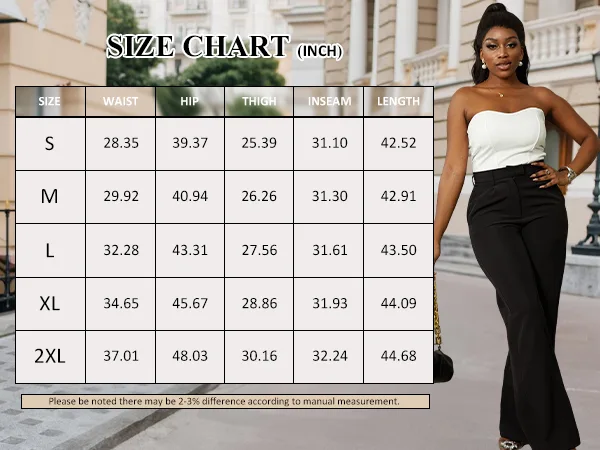 SIZE CHART (INCH)
SIZE WAIST HIP THIGH INSEAM LENGTH
S 28.35 39.37 25.39 31.10 42.52
M 29.92 40.94 26.26 31.30 42.91
L 32.28 43.31 27.56 31.61 43.50
XL 34.65 45.67 28.86 31.93 44.09
2XL 37.01 48.03 30.16 32.24 44.68
Please be noted there may be 2-3% difference according to manual measurement.